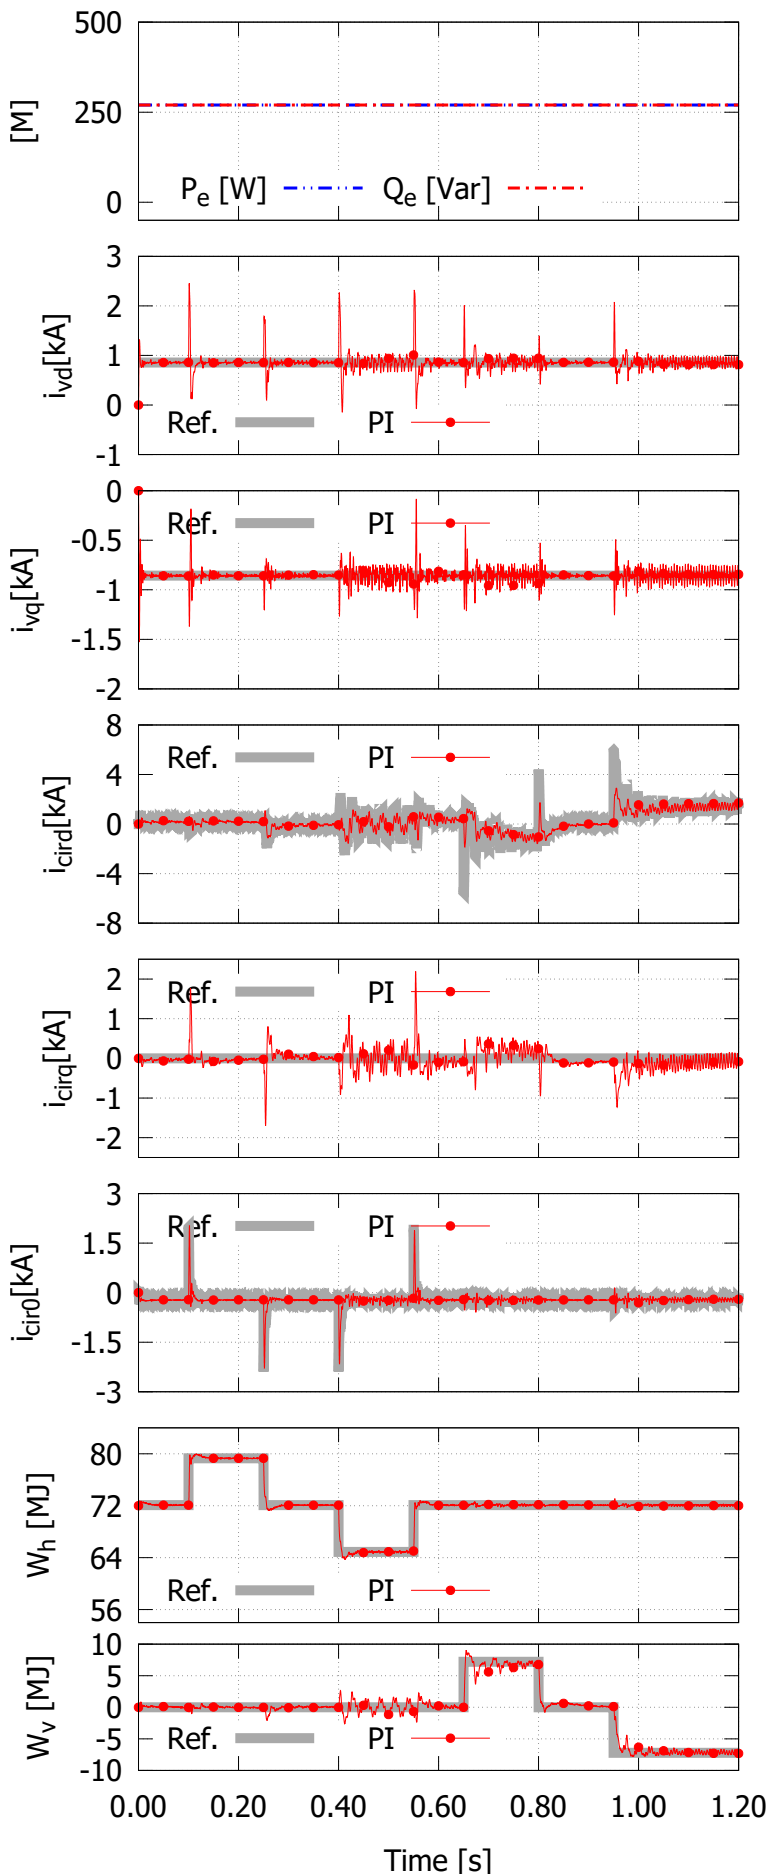 500
250
0
[M]
P_e [W] Q_e [Var]
3
2
1
0
-1
i_vd[kA]
Ref. PI
0
-0.5
-1
-1.5
-2
i_vq[kA]
Ref. PI
8
4
0
-4
-8
i_cird[kA]
Ref. PI
2
1
0
-1
-2
i_cirq[kA]
Ref. PI
3
1.5
0
-1.5
-3
i_cir0[kA]
Ref. PI
80
72
64
56
W_h [MJ]
Ref. PI
10
5
0
-5
-10
W_v [MJ]
Ref. PI
0.00 0.20 0.40 0.60 0.80 1.00 1.20
Time [s]